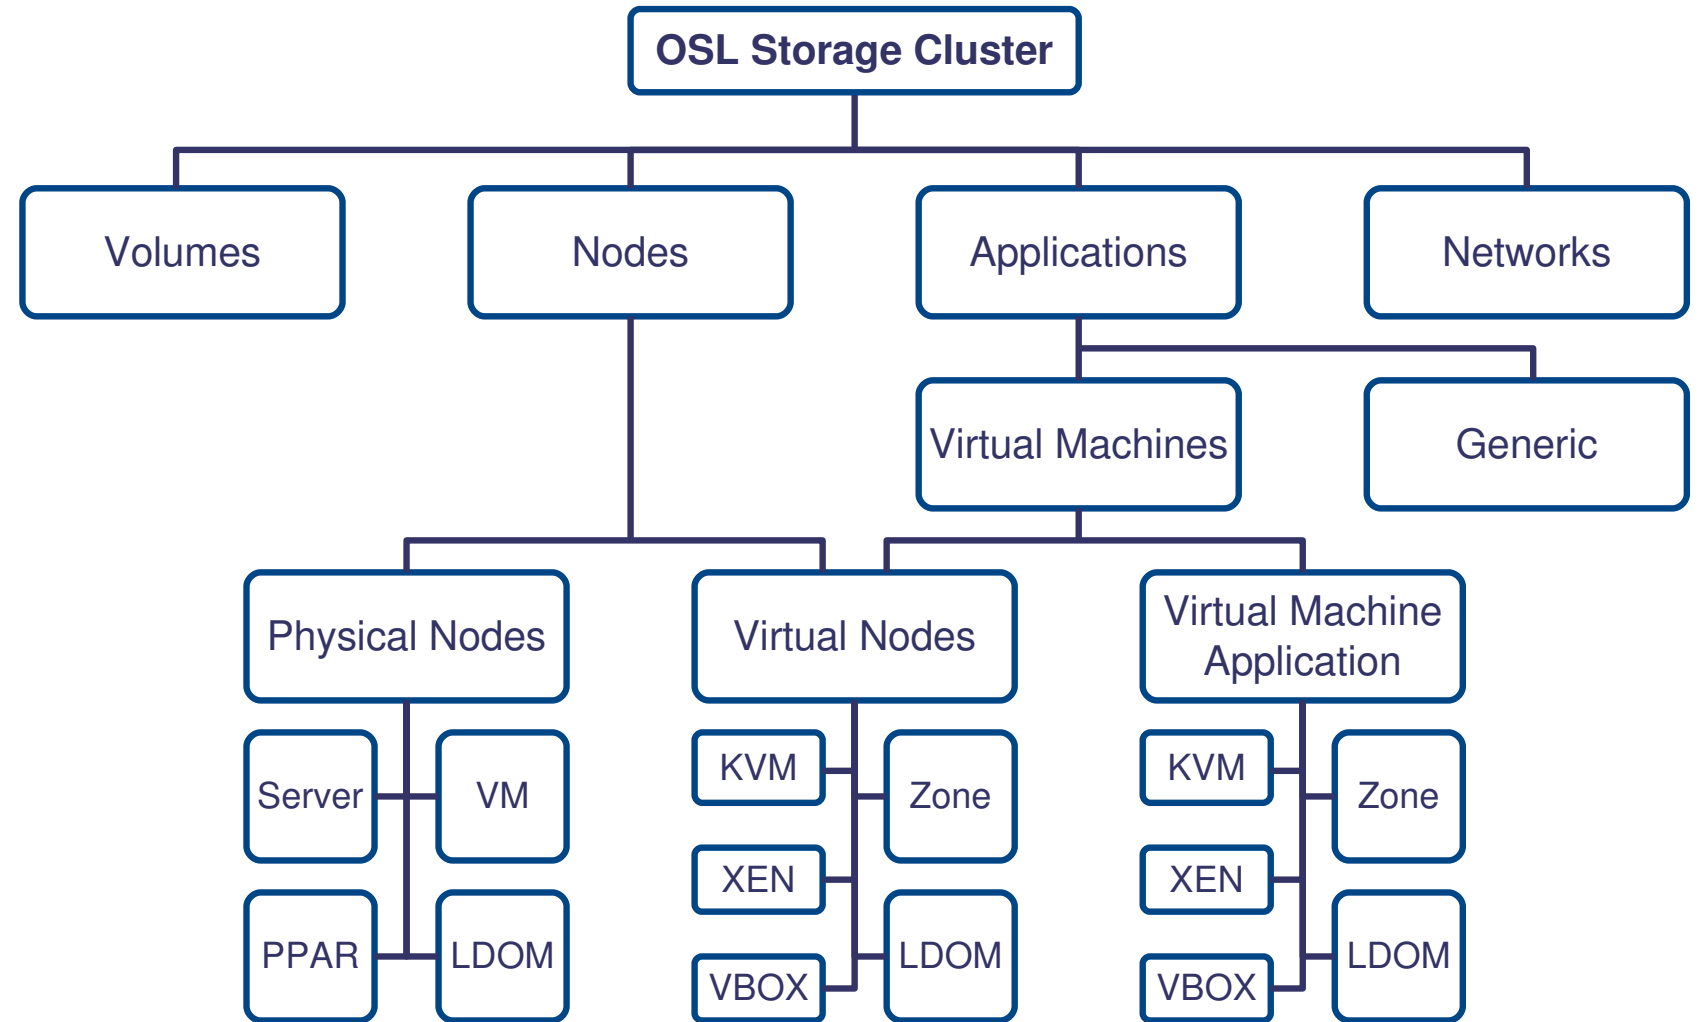 OSL Storage Cluster
Volumes
Nodes
Applications
Networks
Virtual Machines
Generic
Physical Nodes
Virtual Nodes
Virtual Machine
Application
Server
VM
KVM
Zone
KVM
Zone
XEN
XEN
PPAR
LDOM
VBOX
LDOM
VBOX
LDOM